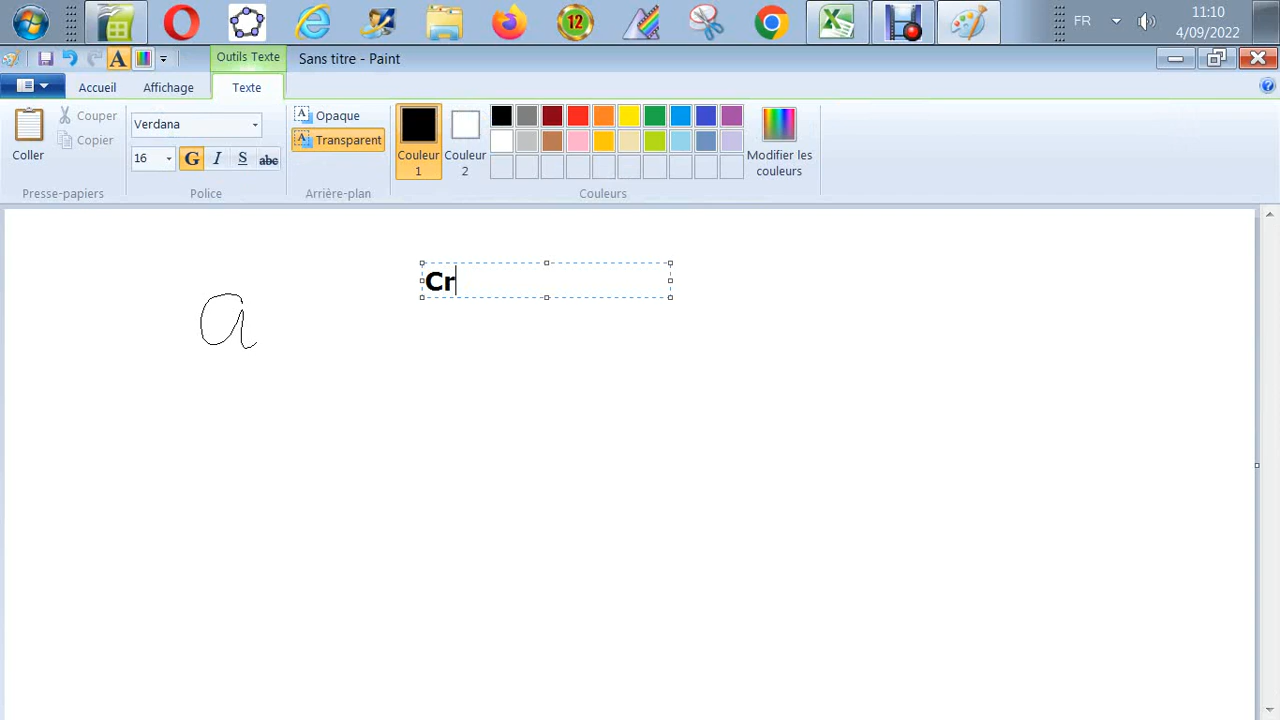 FR
11:10
4/09/2022
12
A
Outils Texte
Sans titre - Paint
Accueil
Affichage
Texte
Coller
Couper
Copier
Presse-papiers
Verdana
16
G I S abc
Police
Opaque
Transparent
Arrière-plan
Couleur 1
Couleur 2
Modifier les couleurs
Couleurs
Cr
a